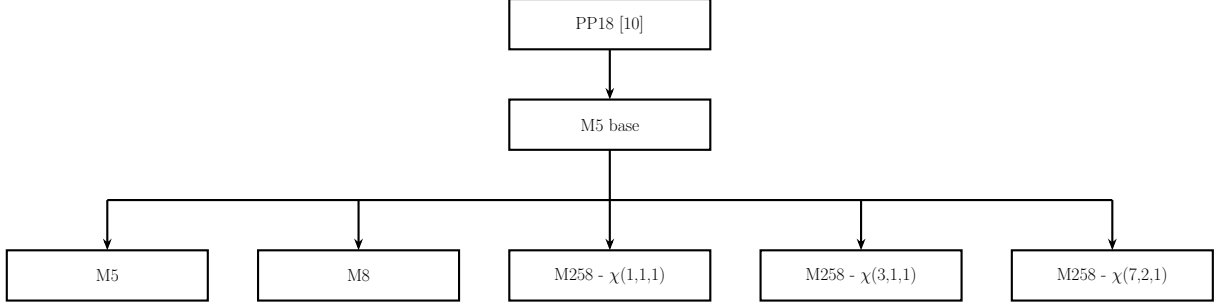 PP18 [10]
M5 base
M5
M8
M258 - χ(1,1,1)
M258 - χ(3,1,1)
M258 - χ(7,2,1)